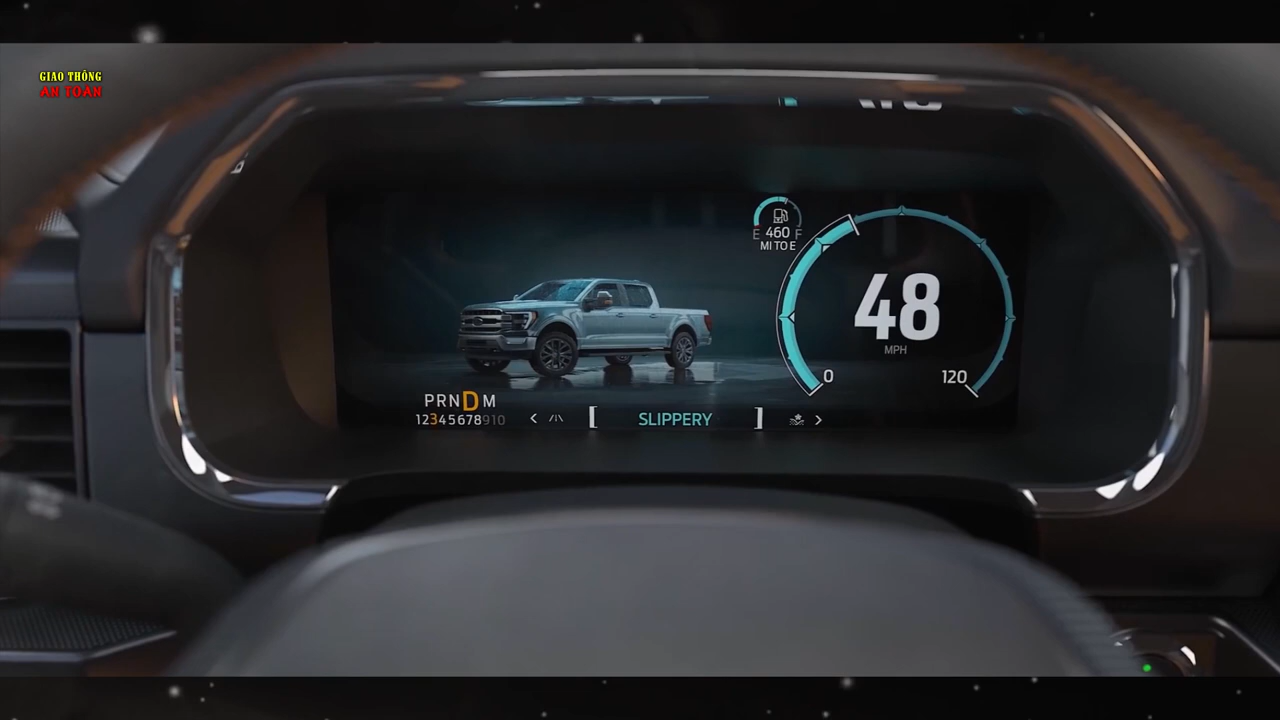 GIAO THÔNG
AN TOÀN
E 460 F
MI TO E
48
MPH
0
120
PRNDM
12345678910
SLIPPERY